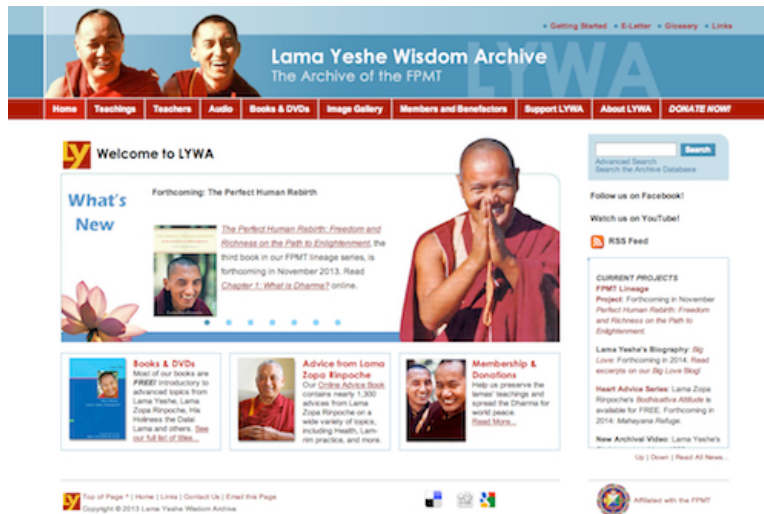 Getting Started • E-Letter • Glossary • Links
LYWA
Lama Yeshe Wisdom Archive
The Archive of the FPMT
Home Teachings Teachers Audio Books & DVDs Image Gallery Members and Benefactors Support LYWA About LYWA DONATE NOW!
LY Welcome to LYWA
What's New
Forthcoming: The Perfect Human Rebirth
The Perfect Human Rebirth: Freedom and
Richness on the Path to
Enlightenment, the
third book in our FPMT lineage series, is
forthcoming in November 2013. Read
Chapter 1: What is Dharma? online.
Books & DVDs
Most of our books are
FREE! Introductory to
advanced topics from
Lama Yeshe, Lama
Zopa Rinpoche, His
Holiness the Dalai
Lama and others. See
our full list of titles...
Advice from Lama
Zopa Rinpoche
Our Online Advice Book
contains nearly 1,300
advices from Lama
Zopa Rinpoche on a
wide variety of topics,
including Health, Lam-
rim practice, and more.
Membership &
Donations
Help us preserve the
lamas' teachings and
spread the Dharma for
world peace.
Read More...
Search
Advanced Search
Search the Archive Database
Follow us on Facebook!
Watch us on YouTube!
RSS Feed
CURRENT PROJECTS
FPMT Lineage
Project: Forthcoming in November
Perfect Human Rebirth: Freedom
and Richness on the Path to
Enlightenment.
Lama Yeshe's Biography: Big
Love: Forthcoming in 2014. Read
excerpts on our Big Love Blog!
Heart Advice Series: Lama Zopa
Rinpoche's Bodhisattva Attitude is
available for FREE. Forthcoming in
2014: Mahayana Refuge.
New Archival Video: Lama Yeshe's
Up | Down | Read All News...
LY Top of Page ^ | Home | Links | Contact Us | Email this Page
Copyright © 2013 Lama Yeshe Wisdom Archive
Affiliated with the FPMT